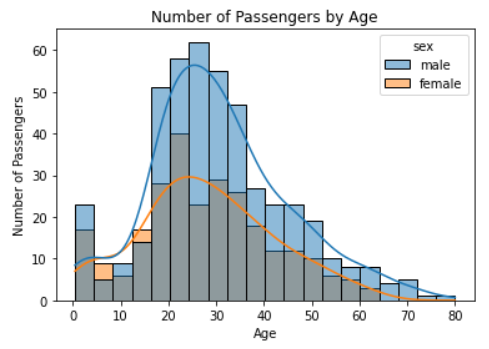 Number of Passengers by Age
sex
male
female
Number of Passengers
60
50
40
30
20
10
0
0 10 20 30 40 50 60 70 80
Age